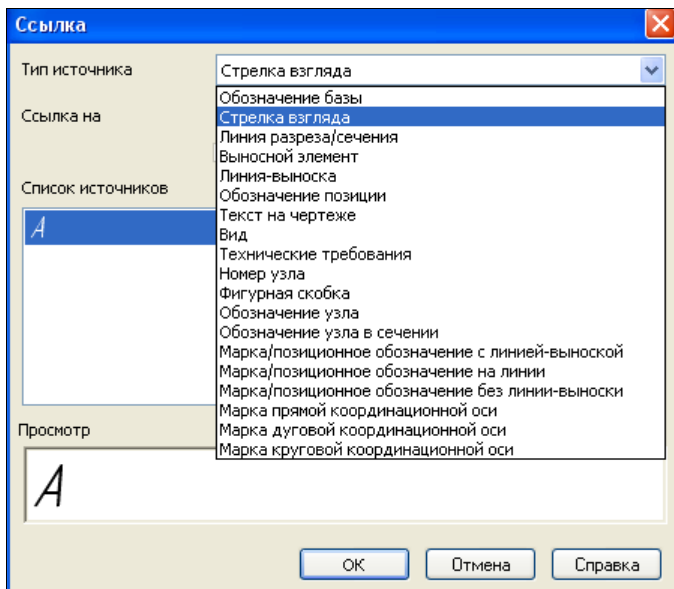 Ссылка
Тип источника
Стрелка взгляда
Обозначение базы
Ссылка на
Стрелка взгляда
Линия разреза/сечения
Выносной элемент
Линия-выноска
Список источников
Обозначение позиции
Текст на чертеже
А
Вид
Технические требования
Номер узла
Фигурная скобка
Обозначение узла
Обозначение узла в сечении
Марка/позиционное обозначение с линией-выноской
Марка/позиционное обозначение на линии
Марка/позиционное обозначение без линии-выноски
Марка прямой координационной оси
Марка дуговой координационной оси
Марка круговой координационной оси
Просмотр
А
ОК
Отмена
Справка